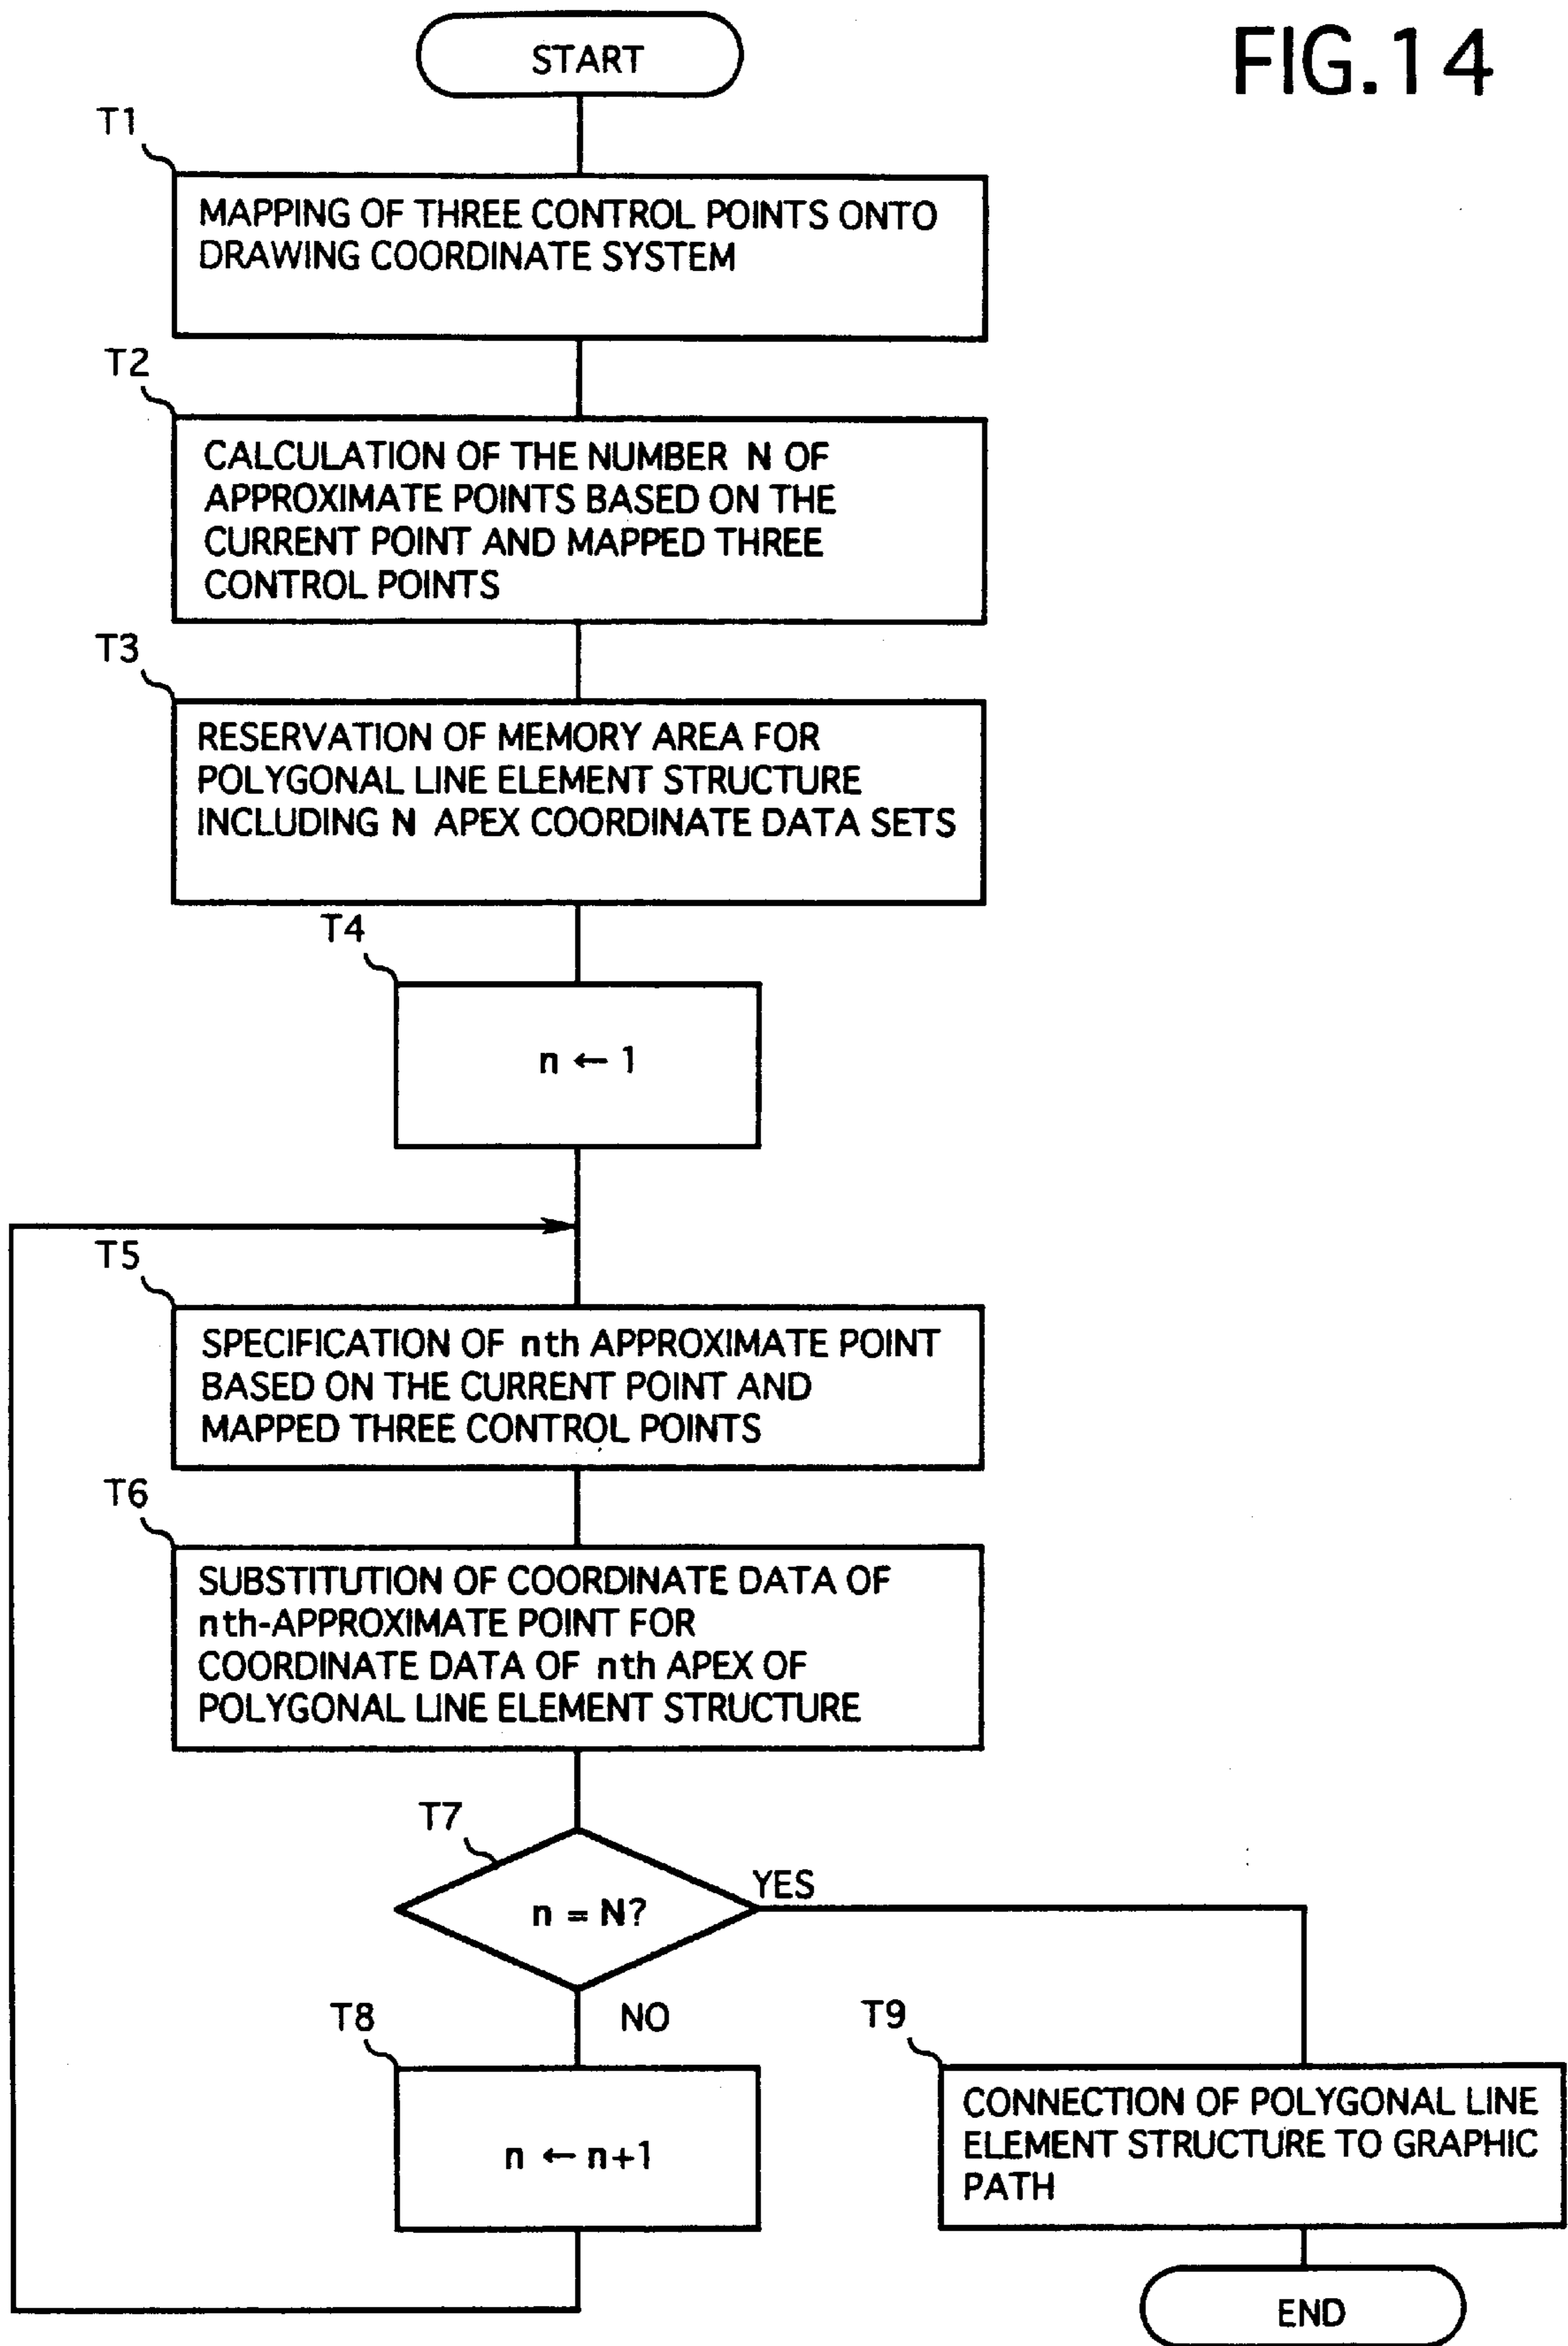 FIG.14
START
T1
MAPPING OF THREE CONTROL POINTS ONTO
DRAWING COORDINATE SYSTEM
T2
CALCULATION OF THE NUMBER N OF
APPROXIMATE POINTS BASED ON THE
CURRENT POINT AND MAPPED THREE
CONTROL POINTS
T3
RESERVATION OF MEMORY AREA FOR
POLYGONAL LINE ELEMENT STRUCTURE
INCLUDING N APEX COORDINATE DATA SETS
T4
n ← 1
T5
SPECIFICATION OF nth APPROXIMATE POINT
BASED ON THE CURRENT POINT AND
MAPPED THREE CONTROL POINTS
T6
SUBSTITUTION OF COORDINATE DATA OF
nth-APPROXIMATE POINT FOR
COORDINATE DATA OF nth APEX OF
POLYGONAL LINE ELEMENT STRUCTURE
T7
n = N?
YES
NO
T8
n ← n+1
T9
CONNECTION OF POLYGONAL LINE
ELEMENT STRUCTURE TO GRAPHIC
PATH
END